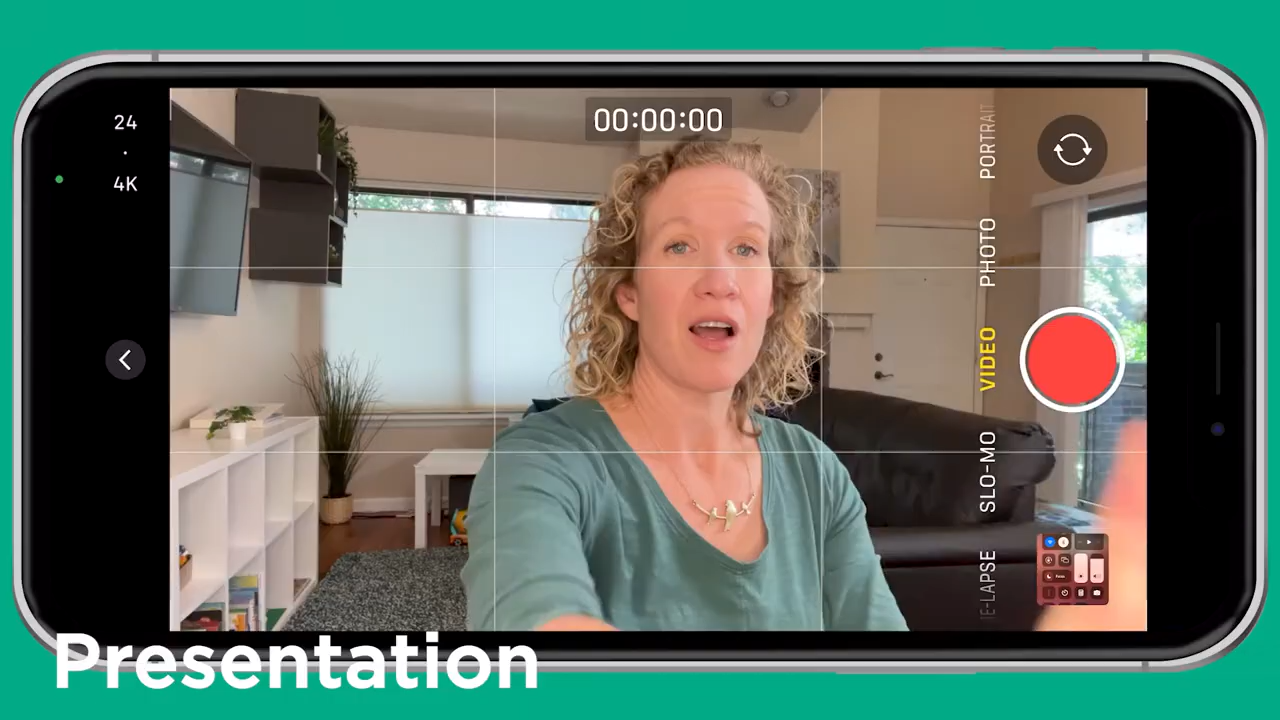 24
4K
00:00:00
PORTRAIT
PHOTO
VIDEO
SLO-MO
E-LAPSE
Presentation